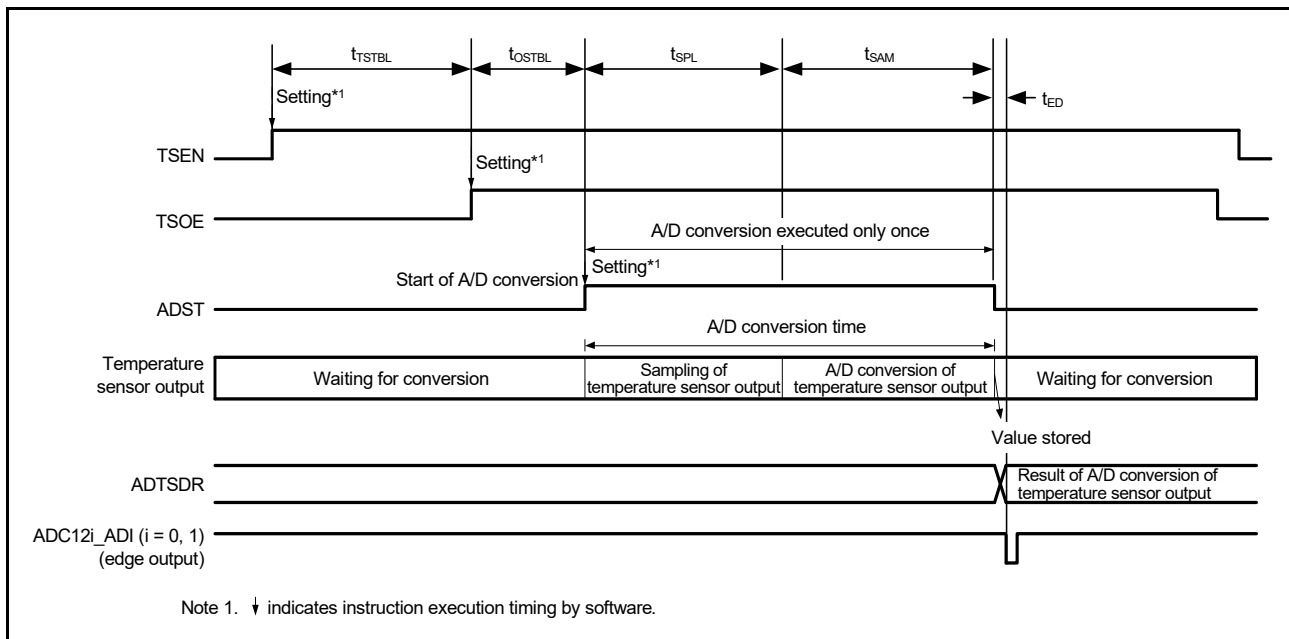 tTSTBL tOSTBL tSPL tSAM
tED
Setting*1
TSEN
Setting*1
TSOE
A/D conversion executed only once
Start of A/D conversion Setting*1
ADST
A/D conversion time
Temperature
sensor output
Waiting for conversion
Sampling of
temperature sensor output
A/D conversion of
temperature sensor output
Waiting for conversion
Value stored
ADTSDR
Result of A/D conversion of
temperature sensor output
ADC12i_ADI (i = 0, 1)
(edge output)
Note 1. ↓ indicates instruction execution timing by software.